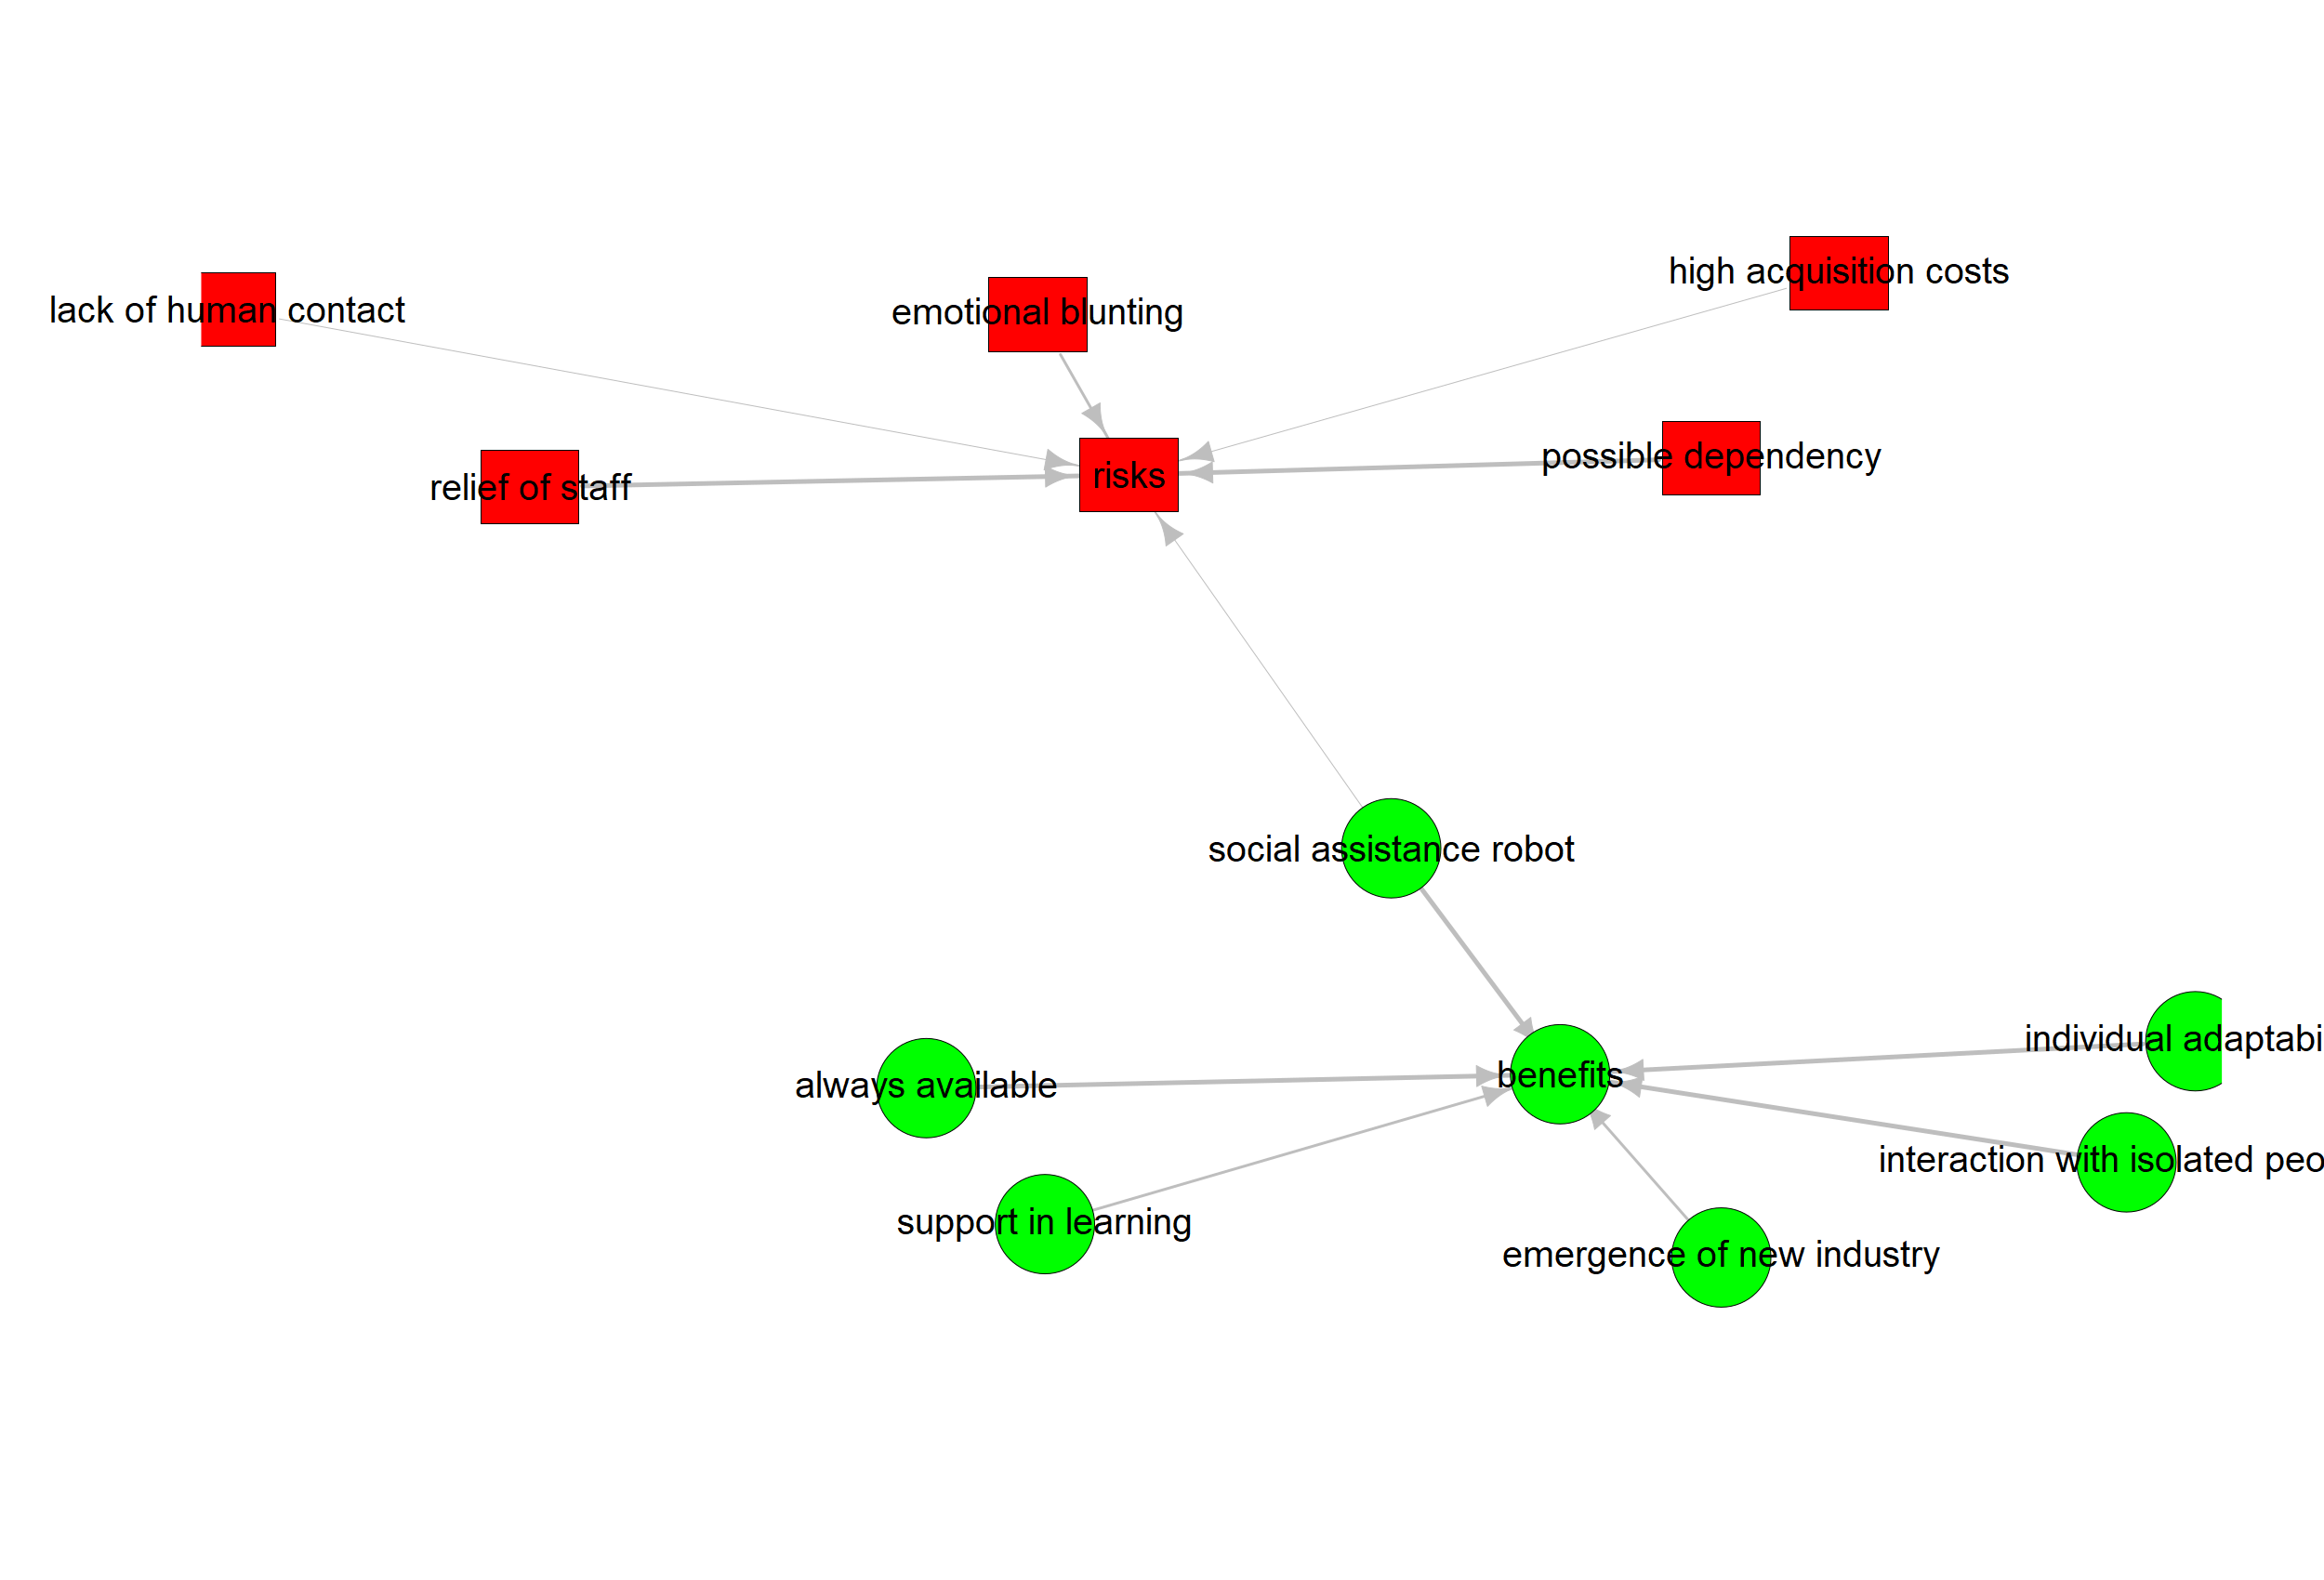 high acquisition costs
lack of human contact
emotional blunting
possible dependency
risks
relief of staff
social assistance robot
individual adaptabi
benefits
always available
interaction with isolated peo
support in learning
emergence of new industry